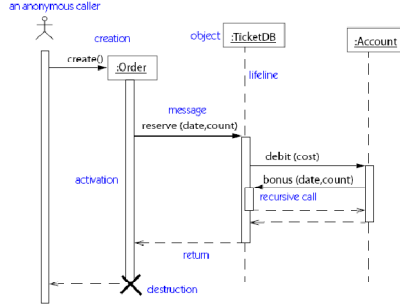 an anonymous caller
creation
object
:TicketDB
:Account
create()
:Order
lifeline
message
reserve (date,count)
debit (cost)
activation
bonus (date,count)
recursive call
return
destruction